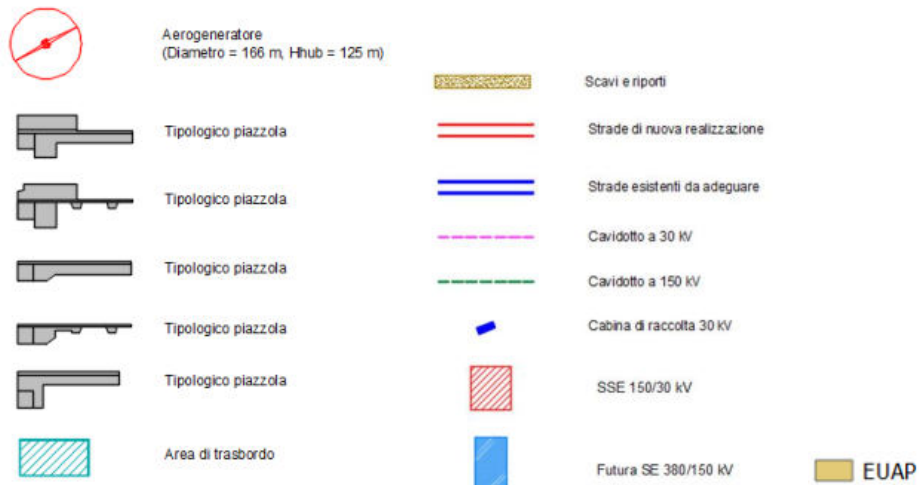 Aerogeneratore
(Diametro = 166 m, Hhub = 125 m)
Tipologico piazzola
Tipologico piazzola
Tipologico piazzola
Tipologico piazzola
Tipologico piazzola
Area di trasbordo
Scavi e riporti
Strade di nuova realizzazione
Strade esistenti da adeguare
Cavidotto a 30 kV
Cavidotto a 150 kV
Cabina di raccolta 30 kV
SSE 150/30 kV
Futura SE 380/150 kV
EUAP